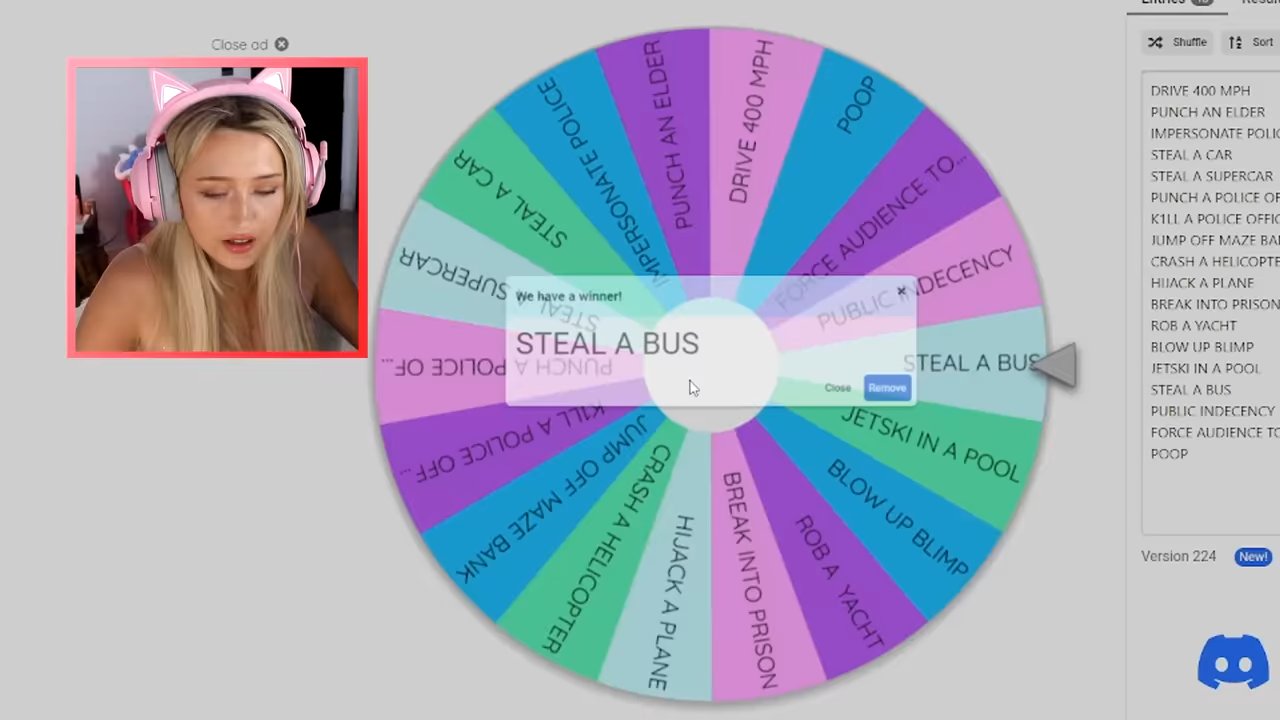 Entries
Results
Close ad
Shuffle
Sort
DRIVE 400 MPH
PUNCH AN ELDER
IMPERSONATE POLIC
STEAL A CAR
STEAL A SUPERCAR
PUNCH A POLICE OF
K1LL A POLICE OFFIC
JUMP OFF MAZE BAN
CRASH A HELICOPTE
HIJACK A PLANE
BREAK INTO PRISON
ROB A YACHT
BLOW UP BLIMP
JETSKI IN A POOL
STEAL A BUS
PUBLIC INDECENCY
FORCE AUDIENCE TO
POOP
Version 224
New!
DRIVE 400 MPH
POOP
FORCE AUDIENCE TO...
PUBLIC INDECENCY
STEAL A BUS
JETSKI IN A POOL
BLOW UP BLIMP
ROB A YACHT
BREAK INTO PRISON
HIJACK A PLANE
CRASH A HELICOPTER
JUMP OFF MAZE BANK
K1LL A POLICE OFF...
PUNCH A POLICE OF...
STEAL A SUPERCAR
STEAL A CAR
IMPERSONATE POLICE
PUNCH AN ELDER
We have a winner!
STEAL A BUS
Close
Remove